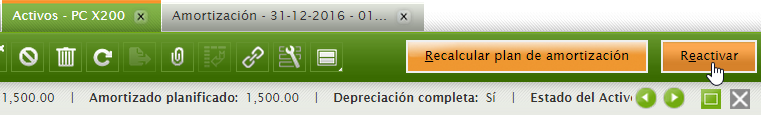 Activos - PC X200 Amortización - 31-12-2016 - 01...
Recalcular plan de amortización Reactivar
1,500.00 | Amortizado planificado: 1,500.00 | Depreciación completa: Sí | Estado del Activo